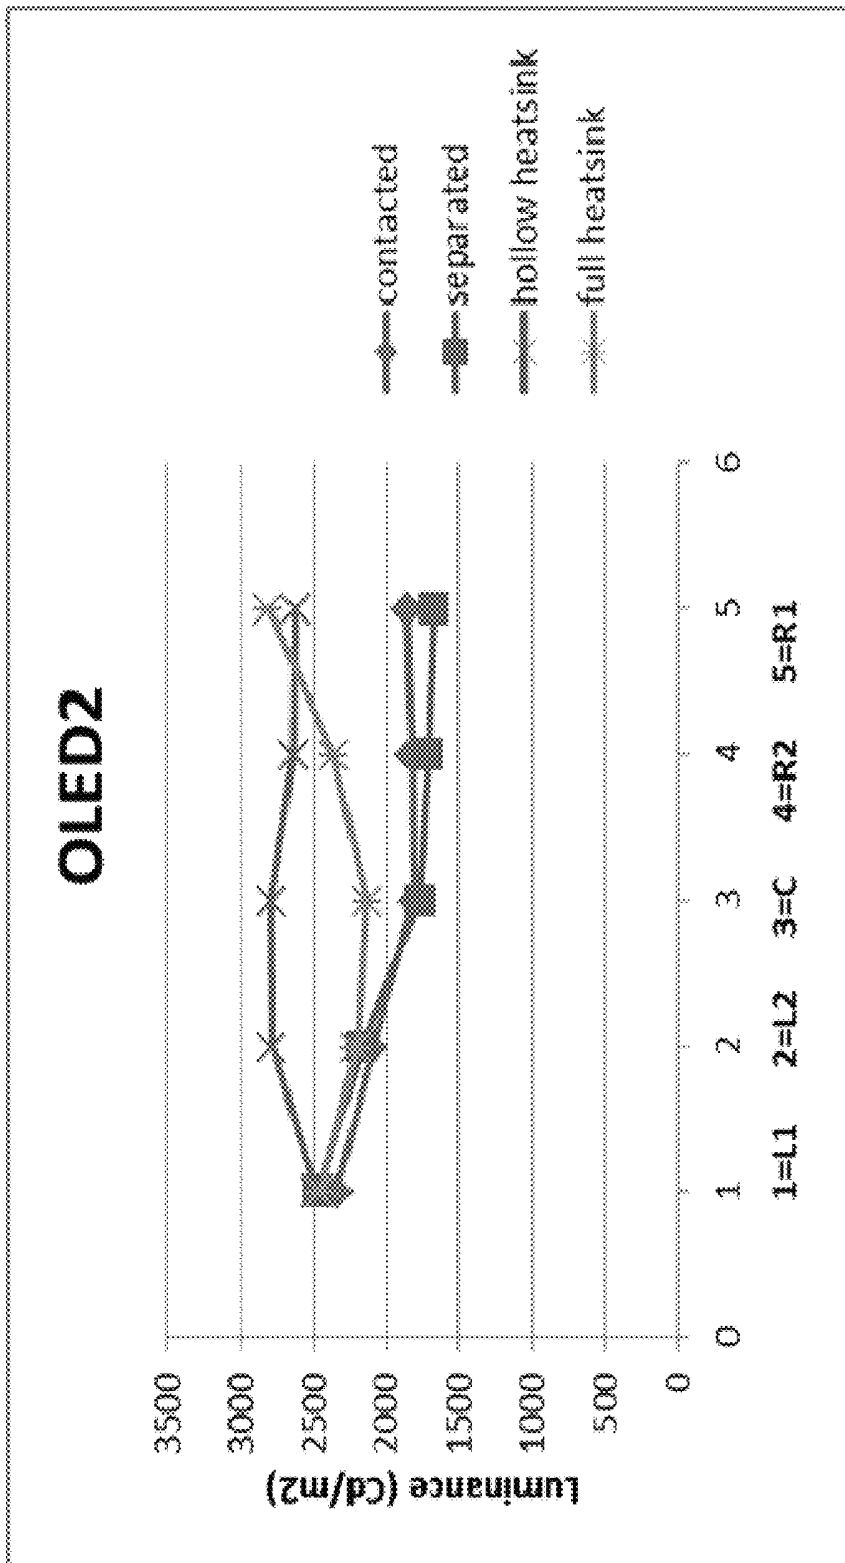 OLED2
3500
3000
2500
2000
1500
1000
500
0
Luminance (Cd/m2)
0 1 2 3 4 5 6
1=L1 2=L2 3=C 4=R2 5=R1
contacted
separated
hollow heatsink
full heatsink